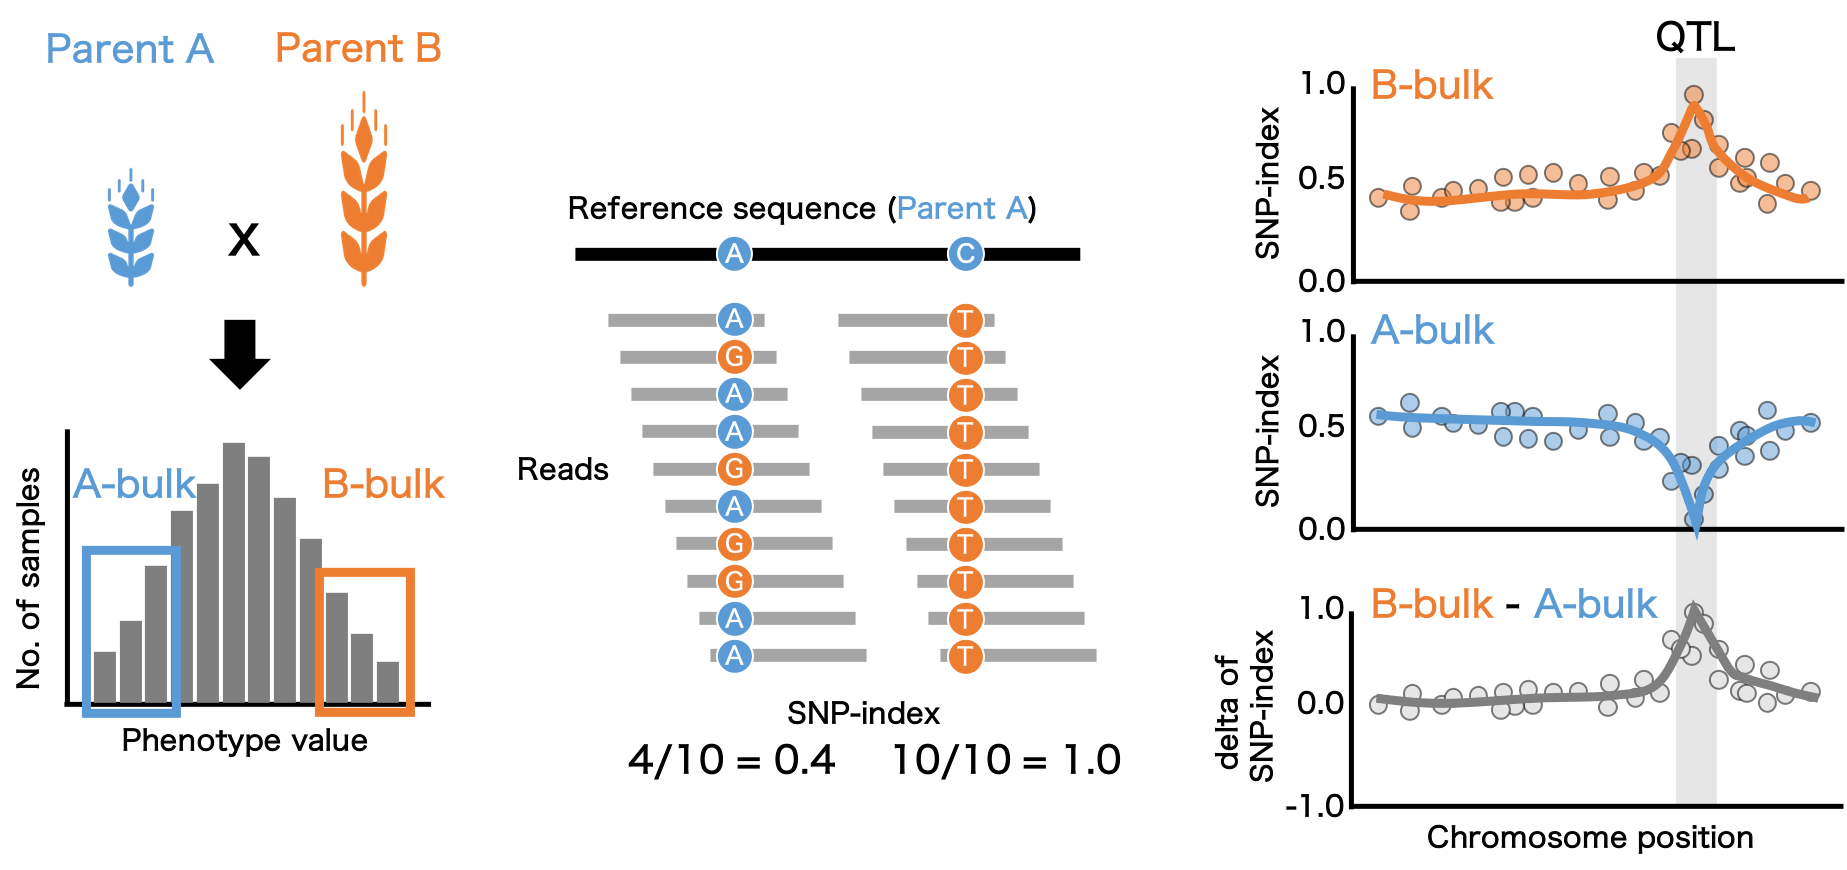 Parent A
Parent B
X
A-bulk
B-bulk
No. of samples
Phenotype value
Reference sequence (Parent A)
A C
Reads
A T
G T
A T
A T
G T
A T
G T
G T
A T
A T
SNP-index
4/10 = 0.4
10/10 = 1.0
QTL
B-bulk
SNP-index
1.0
0.5
0.0
A-bulk
SNP-index
1.0
0.5
0.0
B-bulk - A-bulk
delta of
SNP-index
1.0
0.0
-1.0
Chromosome position